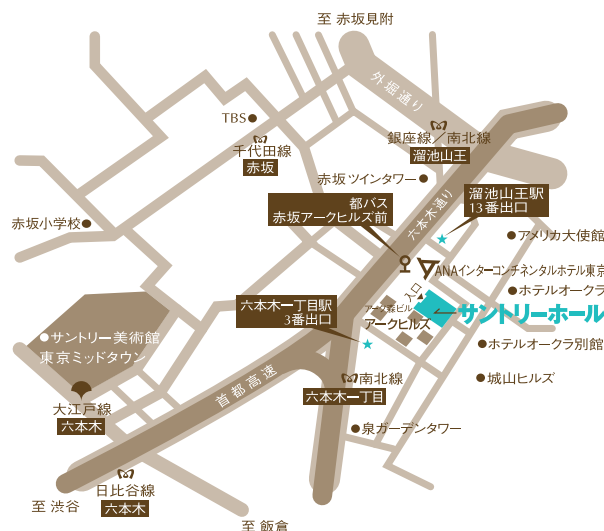 至 赤坂見附
外堀通り
TBS
銀座線／南北線
溜池山王
千代田線
赤坂
赤坂ツインタワー
溜池山王駅
13番出口
都バス
赤坂アークヒルズ前
六本木通り
赤坂小学校
アメリカ大使館
ANAインターコンチネンタルホテル東京
入口
ホテルオークラ
六本木一丁目駅
3番出口
アーク森ビル
サントリーホール
アークヒルズ
サントリー美術館
東京ミッドタウン
ホテルオークラ別館
首都高速
南北線
六本木一丁目
城山ヒルズ
大江戸線
六本木
泉ガーデンタワー
日比谷線
六本木
至 渋谷
至 飯倉